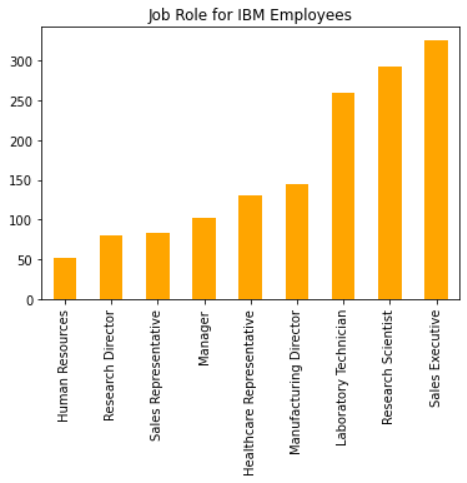 Job Role for IBM Employees
300
250
200
150
100
50
0
Human Resources
Research Director
Sales Representative
Manager
Healthcare Representative
Manufacturing Director
Laboratory Technician
Research Scientist
Sales Executive